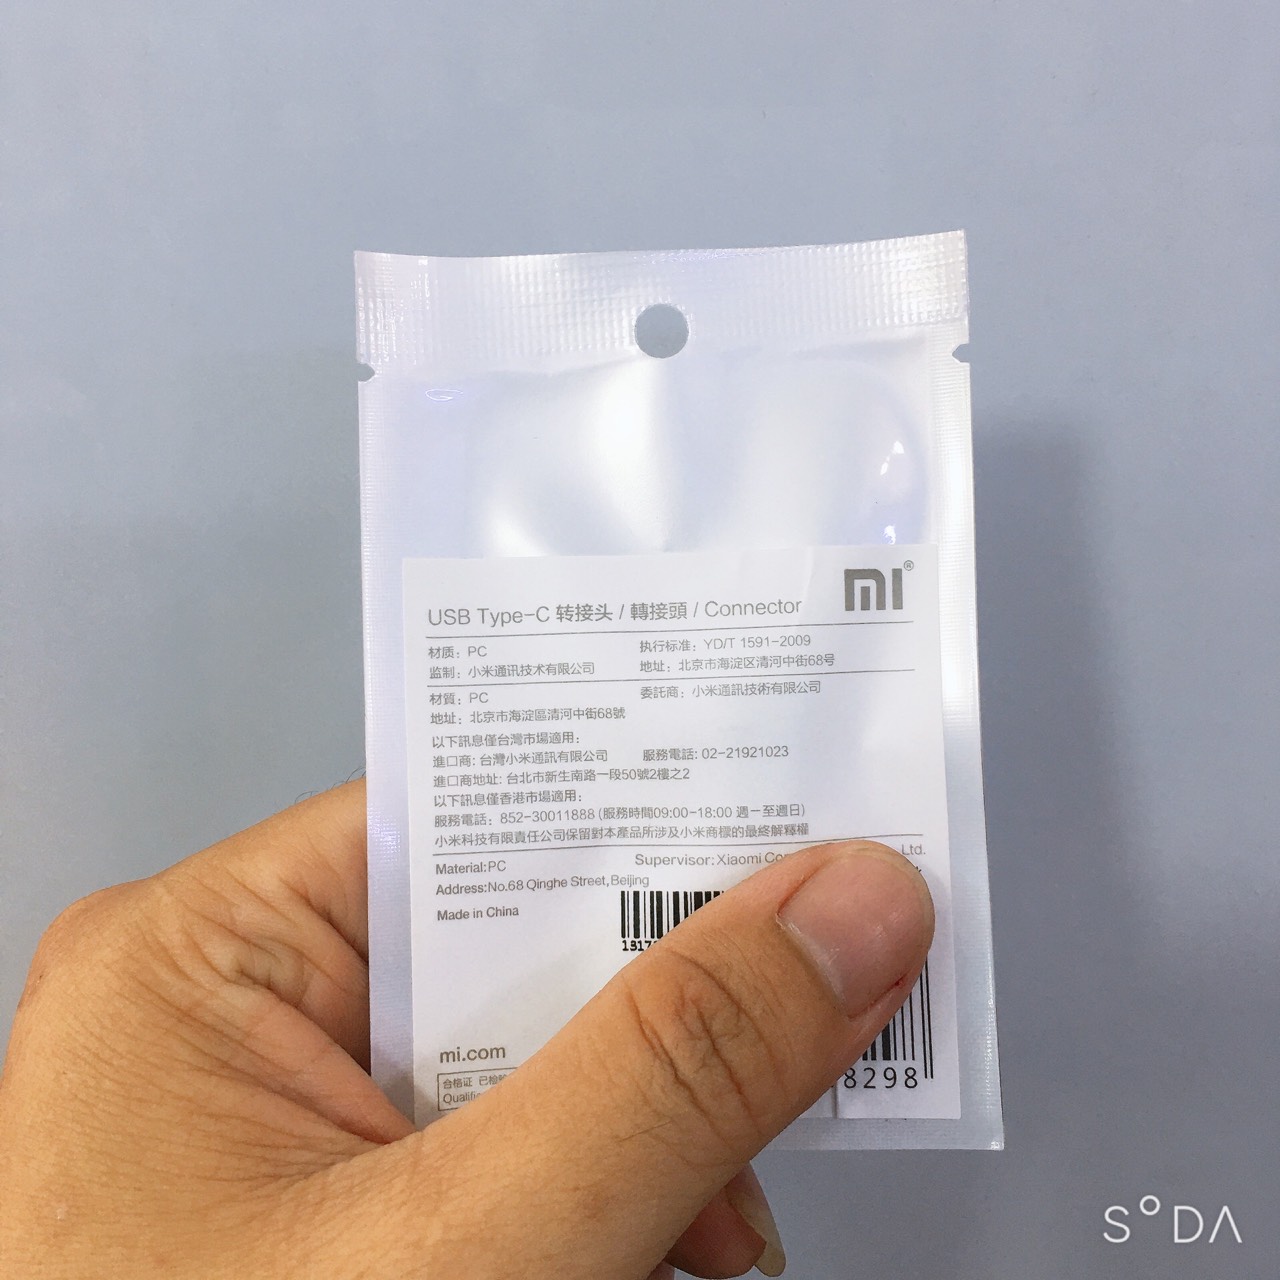 mi®
USB Type-C 转接头 / 轉接頭 / Connector
材质：PC 执行标准：YD/T 1591-2009
监制：小米通讯技术有限公司 地址：北京市海淀区清河中街68号
材質：PC 委託商：小米通訊技術有限公司
地址：北京市海淀區清河中街68號
以下訊息僅台灣市場適用：
進口商: 台灣小米通訊有限公司 服務電話: 02-21921023
進口商地址: 台北市新生南路一段50號2樓之2
以下訊息僅香港市場適用：
服務電話：852-30011888 (服務時間09:00-18:00 週一至週日)
小米科技有限責任公司保留對本產品所涉及小米商標的最終解釋權
Material:PC Supervisor:Xiaomi Ltd.
Address:No.68 Qinghe Street,Beijing
Made in China
1317
mi.com
8298
合格证 已检
SODA